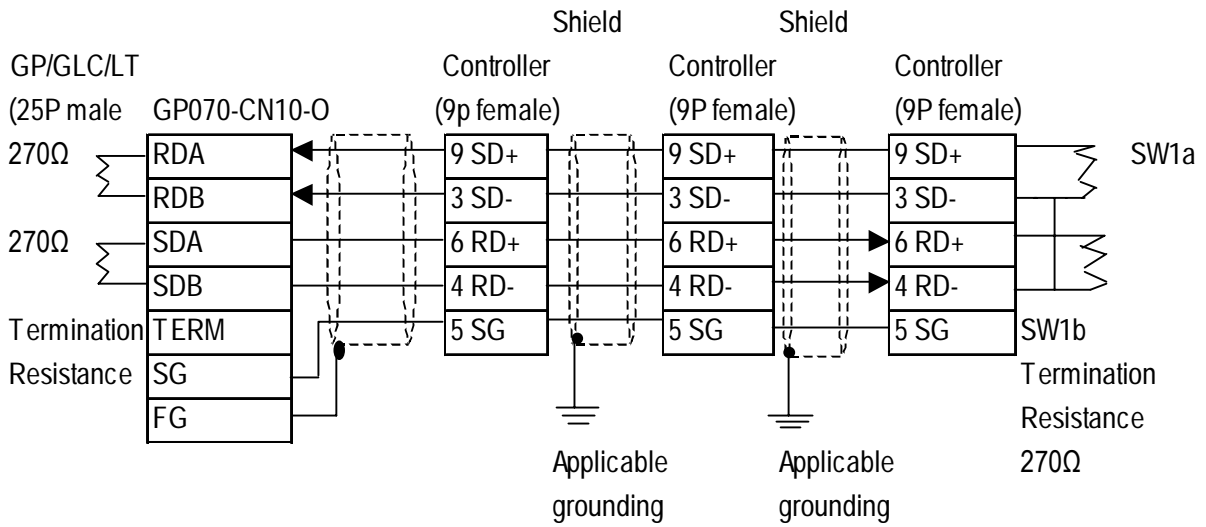 Shield Shield
GP/GLC/LT Controller Controller Controller
(25P male GP070-CN10-O (9p female) (9P female) (9P female)
270Ω RDA 9 SD+ 9 SD+ 9 SD+ SW1a
RDB 3 SD- 3 SD- 3 SD-
270Ω SDA 6 RD+ 6 RD+ 6 RD+
SDB 4 RD- 4 RD- 4 RD-
Termination TERM 5 SG 5 SG 5 SG SW1b
Resistance SG Termination
FG Resistance
Applicable Applicable 270Ω
grounding grounding